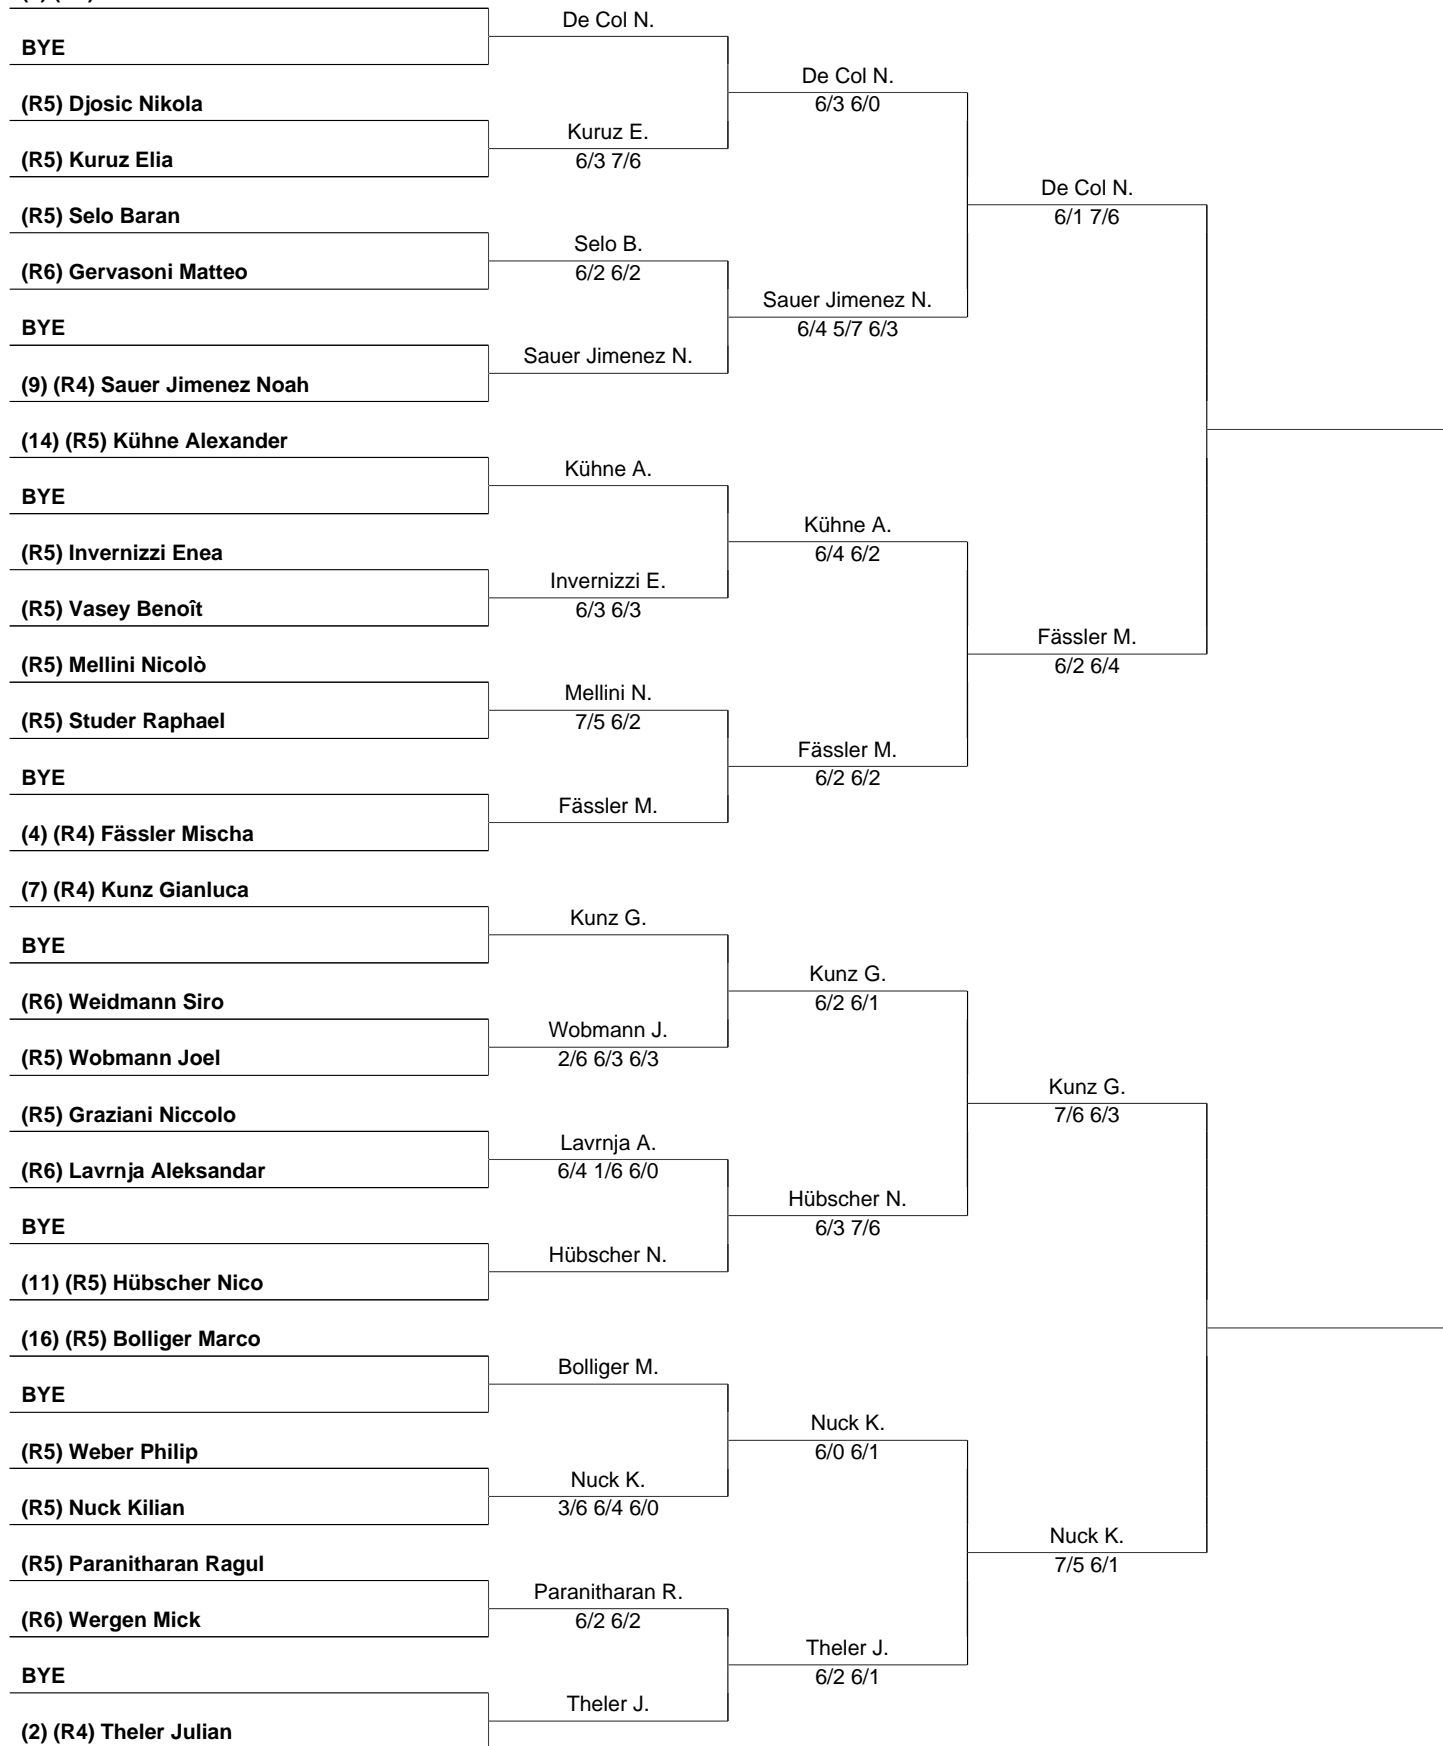 De Col N.
BYE
De Col N.
(R5) Djosic Nikola
6/3 6/0
Kuruz E.
(R5) Kuruz Elia
6/3 7/6
De Col N.
(R5) Selo Baran
6/1 7/6
Selo B.
(R6) Gervasoni Matteo
6/2 6/2
Sauer Jimenez N.
BYE
6/4 5/7 6/3
Sauer Jimenez N.
(9) (R4) Sauer Jimenez Noah
(14) (R5) Kühne Alexander
Kühne A.
BYE
Kühne A.
(R5) Invernizzi Enea
6/4 6/2
Invernizzi E.
(R5) Vasey Benoît
6/3 6/3
Fässler M.
(R5) Mellini Nicolò
6/2 6/4
Mellini N.
(R5) Studer Raphael
7/5 6/2
Fässler M.
BYE
6/2 6/2
Fässler M.
(4) (R4) Fässler Mischa
(7) (R4) Kunz Gianluca
Kunz G.
BYE
Kunz G.
(R6) Weidmann Siro
6/2 6/1
Wobmann J.
(R5) Wobmann Joel
2/6 6/3 6/3
Kunz G.
(R5) Graziani Niccolo
7/6 6/3
Lavrnja A.
(R6) Lavrnja Aleksandar
6/4 1/6 6/0
Hübscher N.
BYE
6/3 7/6
Hübscher N.
(11) (R5) Hübscher Nico
(16) (R5) Bolliger Marco
Bolliger M.
BYE
Nuck K.
(R5) Weber Philip
6/0 6/1
Nuck K.
(R5) Nuck Kilian
3/6 6/4 6/0
Nuck K.
(R5) Paranitharan Ragul
7/5 6/1
Paranitharan R.
(R6) Wergen Mick
6/2 6/2
Theler J.
BYE
6/2 6/1
Theler J.
(2) (R4) Theler Julian